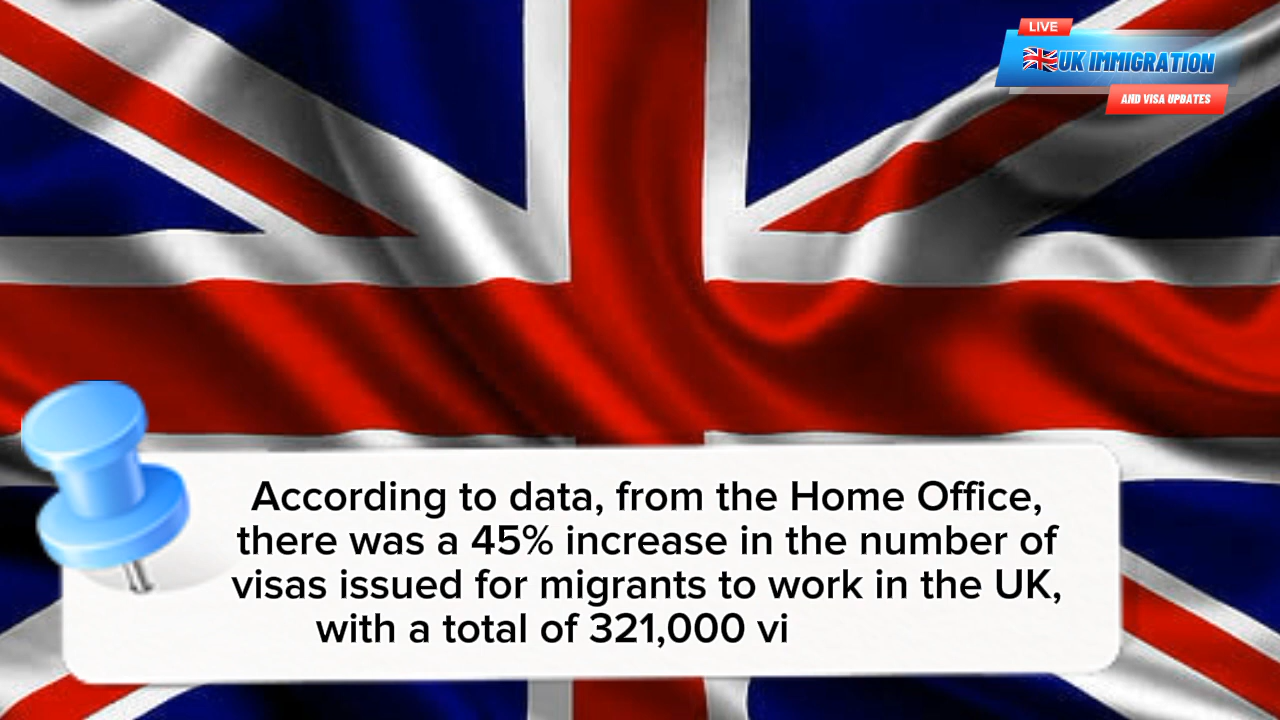 LIVE
UK IMMIGRATION
AND VISA UPDATES
According to data, from the Home Office,
there was a 45% increase in the number of
visas issued for migrants to work in the UK,
with a total of 321,000 vi